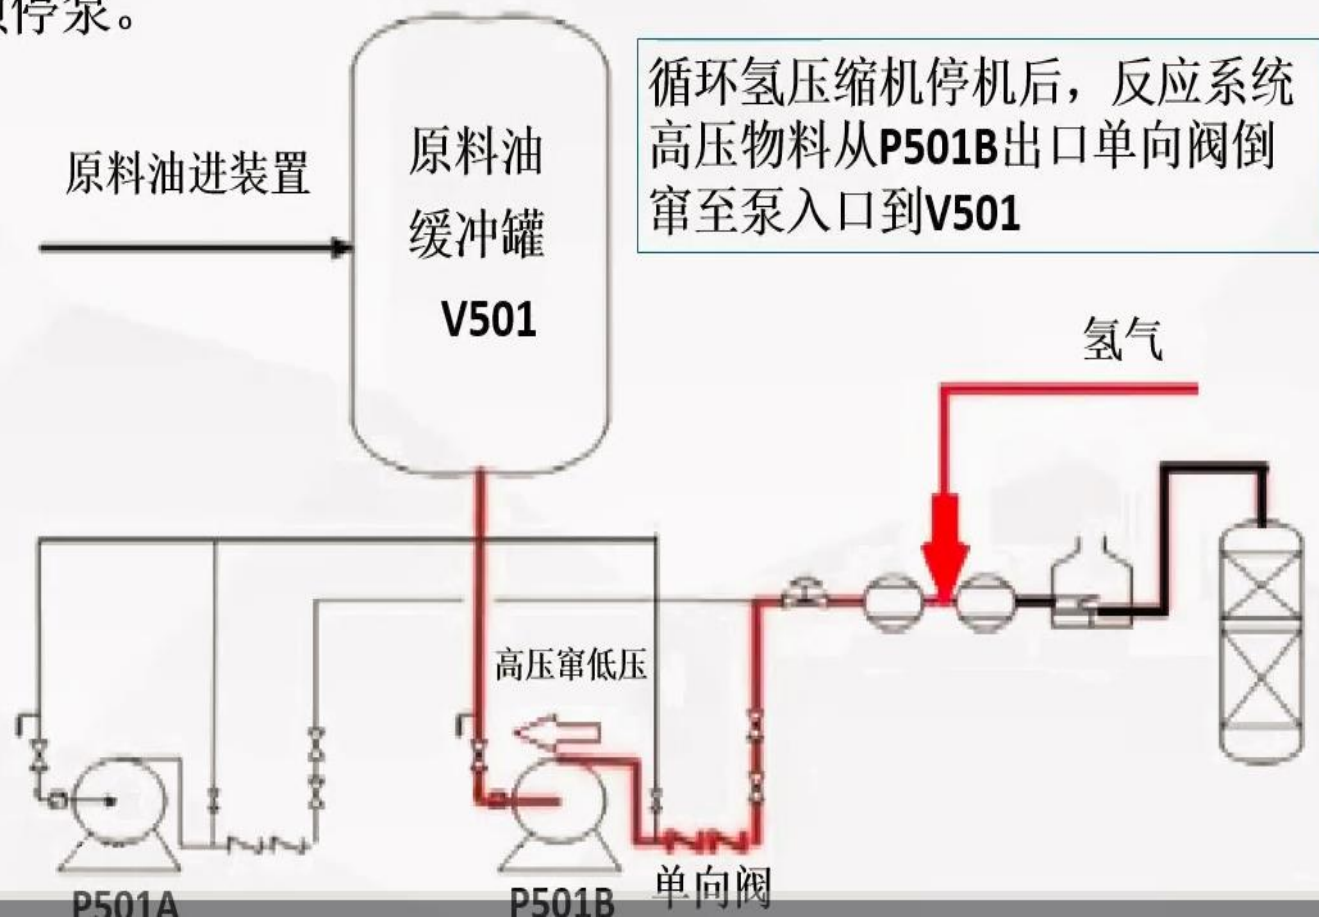 停泵。
循环氢压缩机停机后，反应系统
高压物料从P501B出口单向阀倒
窜至泵入口到V501
原料油进装置
原料油
缓冲罐
V501
氢气
高压窜低压
P501A
P501B
单向阀